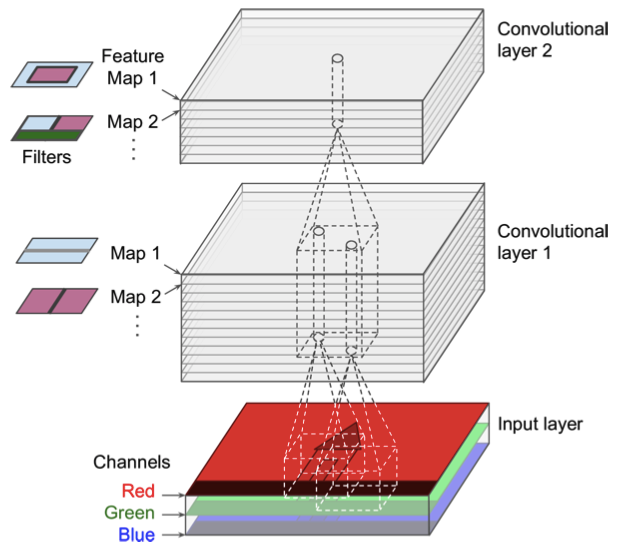 Feature
Map 1
Map 2
Filters
Convolutional
layer 2
Map 1
Map 2
Convolutional
layer 1
Input layer
Channels
Red
Green
Blue